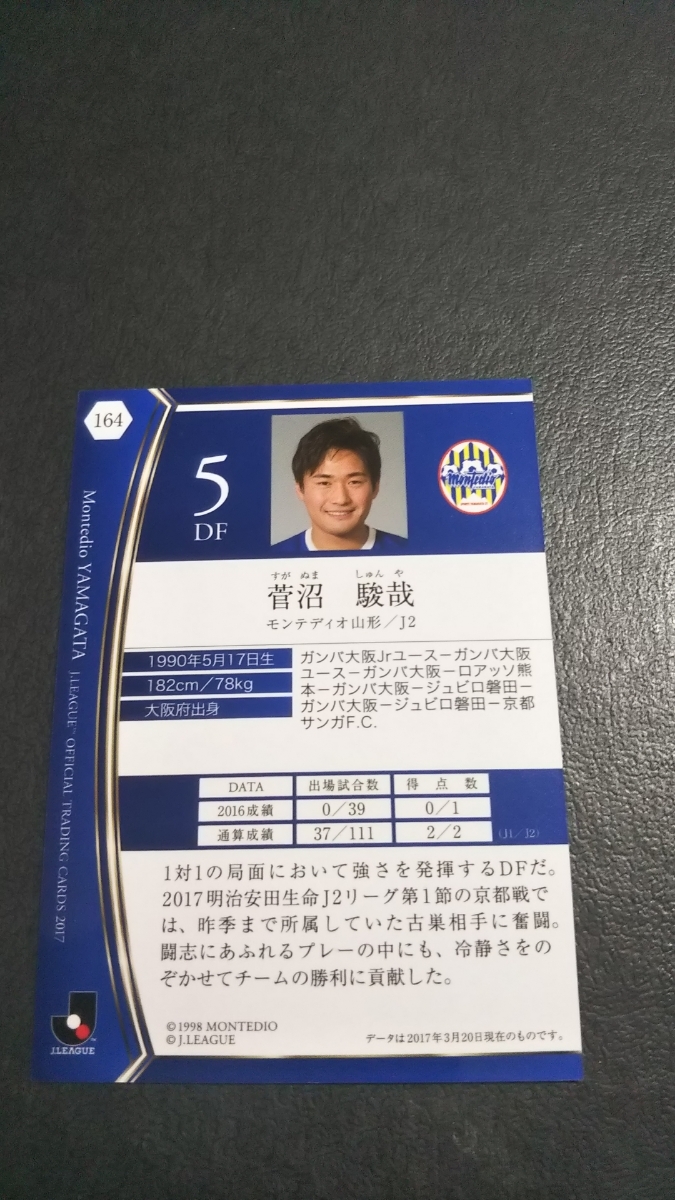 164
Montedio YAMAGATA J.LEAGUE™ OFFICIAL TRADING CARDS 2017
5
DF
Montedio
すが ぬま しゅん や
菅沼 駿哉
モンテディオ山形／J2
1990年5月17日生
182cm／78kg
大阪府出身
ガンバ大阪Jrユース－ガンバ大阪
ユース－ガンバ大阪－ロアッソ熊
本－ガンバ大阪－ジュビロ磐田－
ガンバ大阪－ジュビロ磐田－京都
サンガF.C.
DATA 出場試合数 得点数
2016成績 0／39 0／1
通算成績 37／111 2／2 (J1／J2)
1対1の局面において強さを発揮するDFだ。
2017明治安田生命J2リーグ第1節の京都戦で
は、昨季まで所属していた古巣相手に奮闘。
闘志にあふれるプレーの中にも、冷静さをの
ぞかせてチームの勝利に貢献した。
©1998 MONTEDIO
©J.LEAGUE
データは2017年3月20日現在のものです。
J.LEAGUE